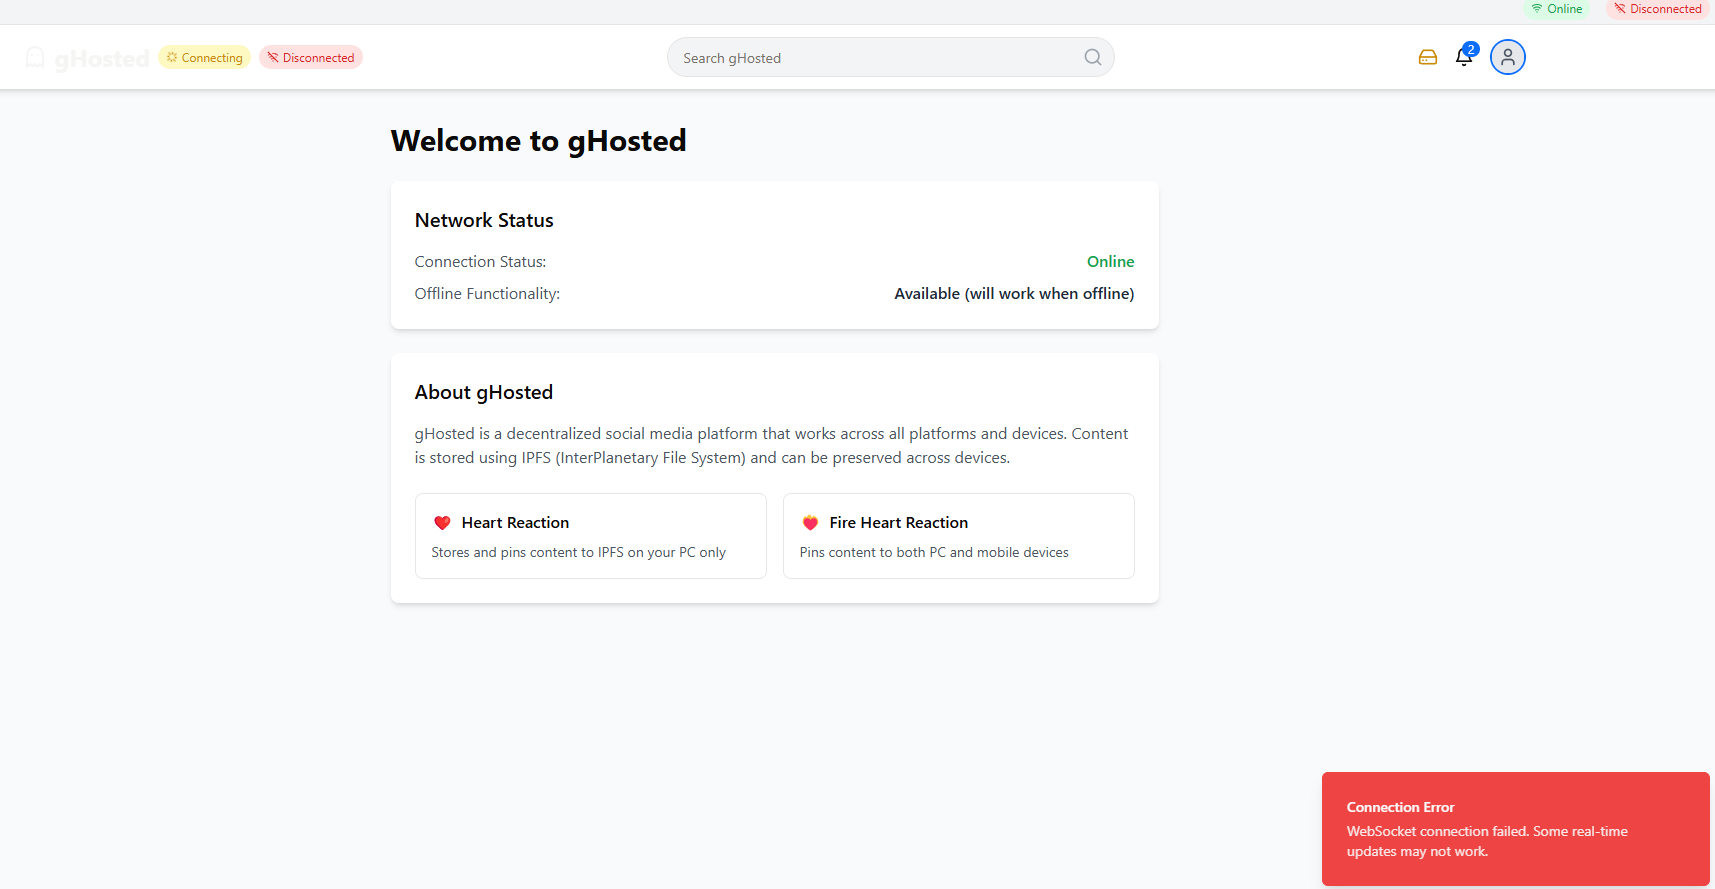 Online
Disconnected
gHosted
Connecting
Disconnected
Search gHosted
2
Welcome to gHosted
Network Status
Connection Status:
Online
Offline Functionality:
Available (will work when offline)
About gHosted
gHosted is a decentralized social media platform that works across all platforms and devices. Content
is stored using IPFS (InterPlanetary File System) and can be preserved across devices.
Heart Reaction
Stores and pins content to IPFS on your PC only
Fire Heart Reaction
Pins content to both PC and mobile devices
Connection Error
WebSocket connection failed. Some real-time
updates may not work.